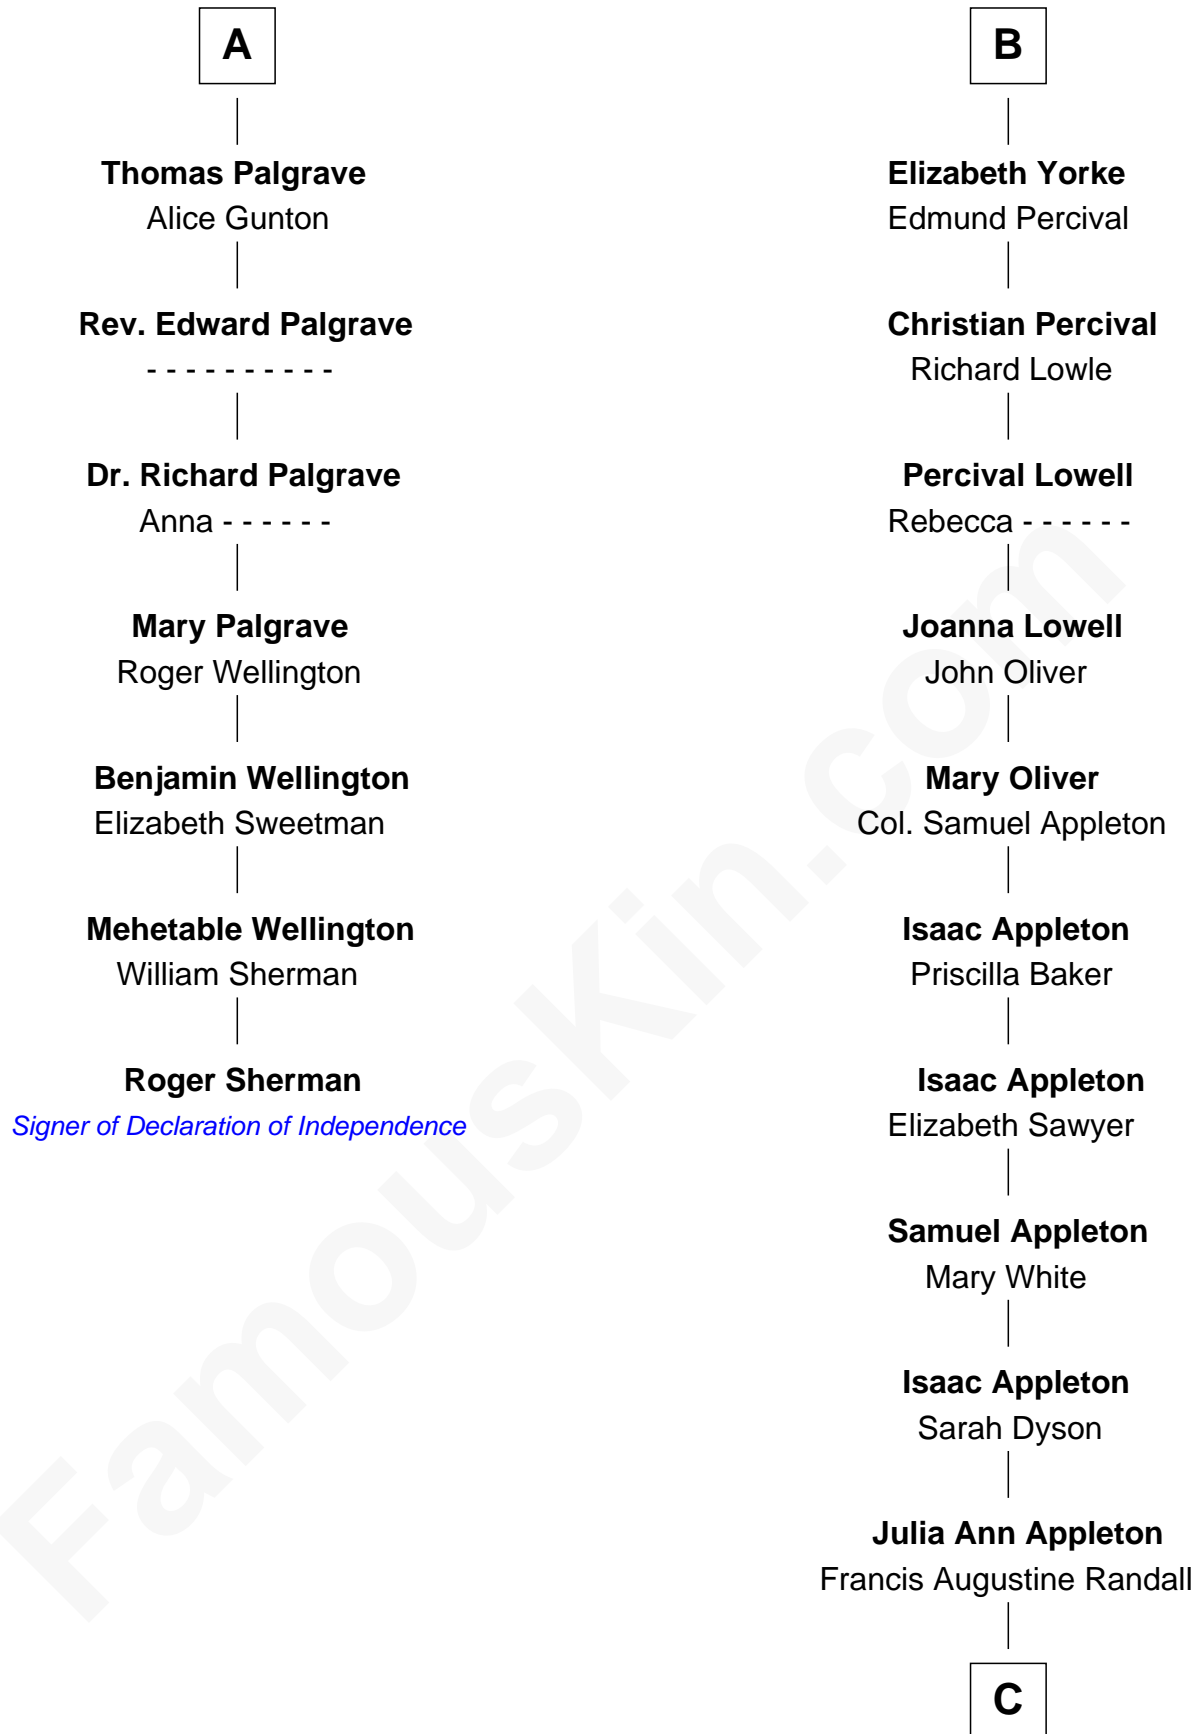 A
Thomas Palgrave
Alice Gunton
Rev. Edward Palgrave
- - - - - - - - - -
Dr. Richard Palgrave
Anna - - - - - -
Mary Palgrave
Roger Wellington
Benjamin Wellington
Elizabeth Sweetman
Mehetable Wellington
William Sherman
Roger Sherman
Signer of Declaration of Independence
B
Elizabeth Yorke
Edmund Percival
Christian Percival
Richard Lowle
Percival Lowell
Rebecca - - - - - -
Joanna Lowell
John Oliver
Mary Oliver
Col. Samuel Appleton
Isaac Appleton
Priscilla Baker
Isaac Appleton
Elizabeth Sawyer
Samuel Appleton
Mary White
Isaac Appleton
Sarah Dyson
Julia Ann Appleton
Francis Augustine Randall
C
FamousKin.com